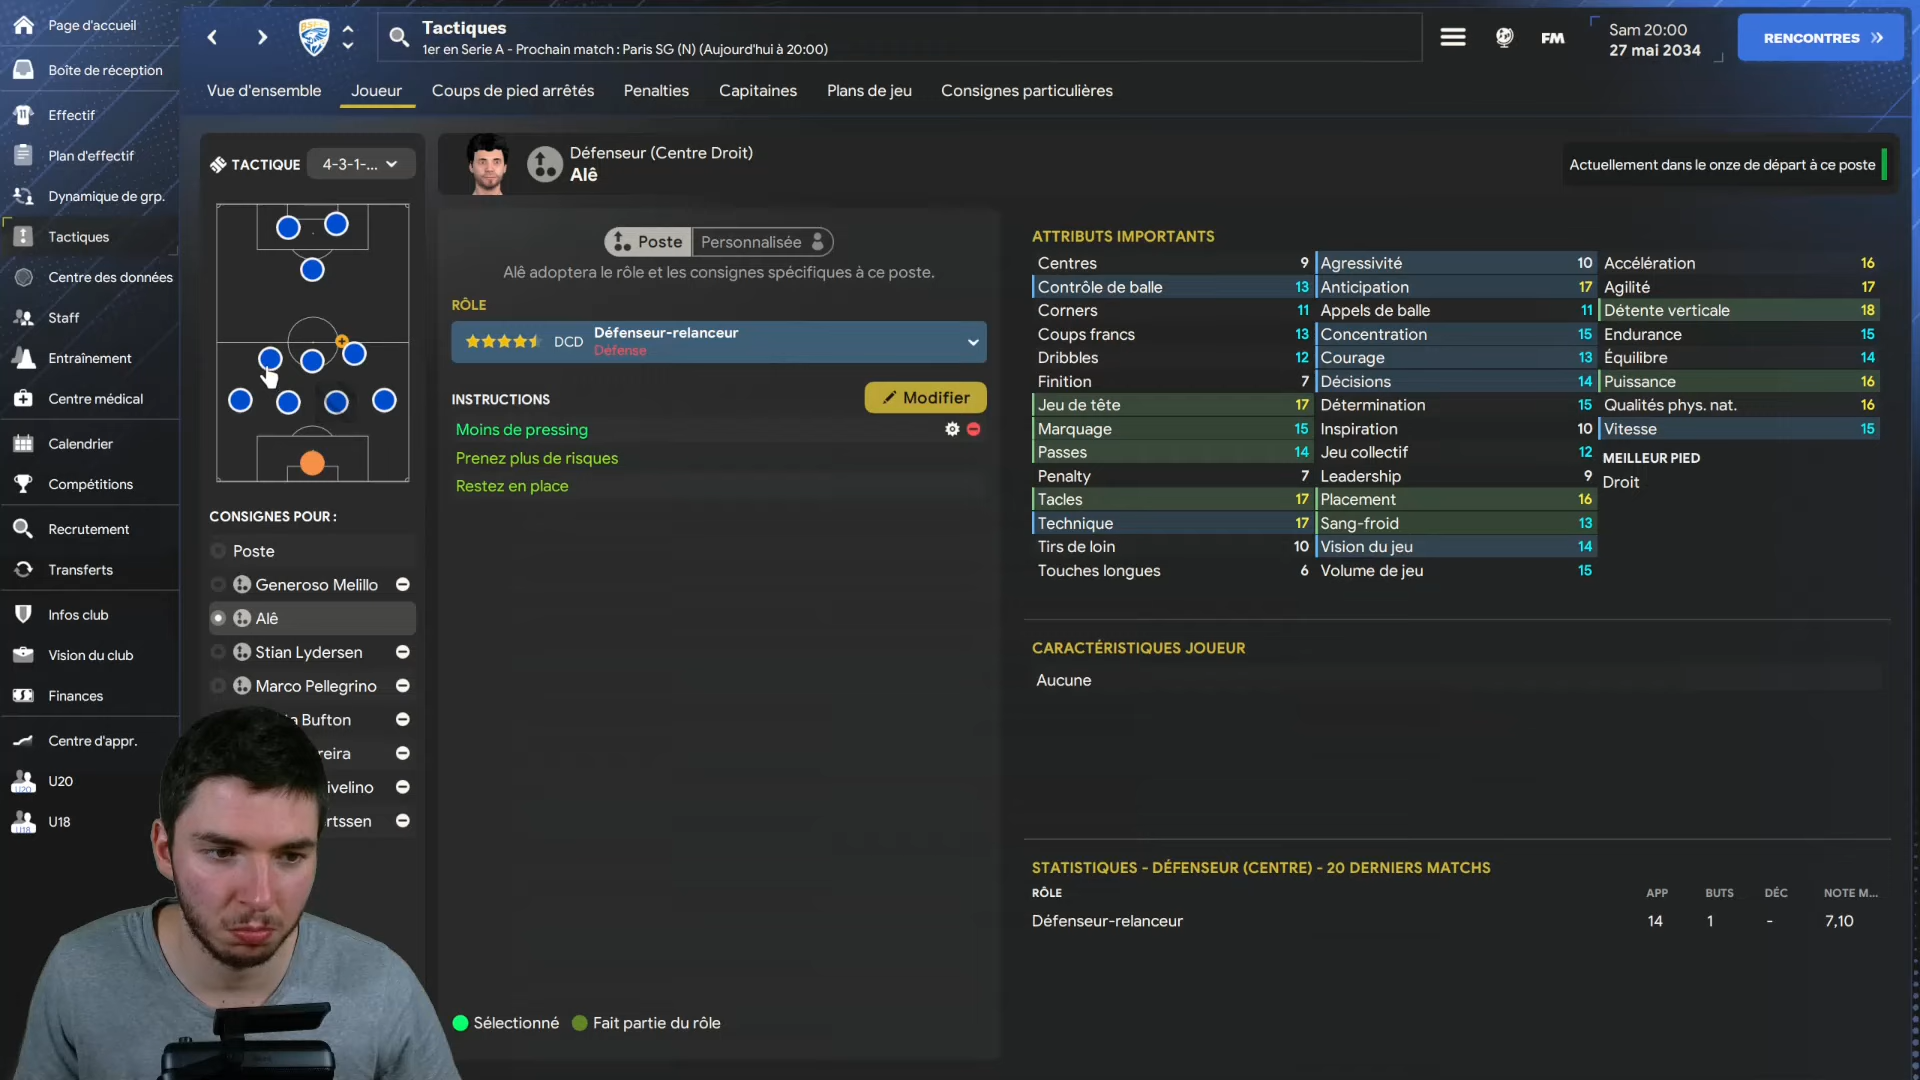 Page d'accueil
Boîte de réception
Effectif
Plan d'effectif
Dynamique de grp.
Tactiques
Centre des données
Staff
Entraînement
Centre médical
Calendrier
Compétitions
Recrutement
Transferts
Infos club
Vision du club
Finances
Centre d'appr.
U20
U18
Tactiques
1er en Serie A - Prochain match : Paris SG (N) (Aujourd'hui à 20:00)
FM
Sam 20:00
27 mai 2034
RENCONTRES
Vue d'ensemble
Joueur
Coups de pied arrêtés
Penalties
Capitaines
Plans de jeu
Consignes particulières
TACTIQUE
4-3-1-...
CONSIGNES POUR :
Poste
Generoso Melillo
Alê
Stian Lydersen
Marco Pellegrino
Bufton
reira
ivelino
rtssen
Défenseur (Centre Droit)
Alê
Actuellement dans le onze de départ à ce poste
Poste
Personnalisée
Alê adoptera le rôle et les consignes spécifiques à ce poste.
RÔLE
DCD
Défenseur-relanceur
Défense
INSTRUCTIONS
Modifier
Moins de pressing
Prenez plus de risques
Restez en place
Sélectionné
Fait partie du rôle
ATTRIBUTS IMPORTANTS
Centres 9
Contrôle de balle 13
Corners 11
Coups francs 13
Dribbles 12
Finition 7
Jeu de tête 17
Marquage 15
Passes 14
Penalty 7
Tacles 17
Technique 17
Tirs de loin 10
Touches longues 6
Agressivité 10
Anticipation 17
Appels de balle 11
Concentration 15
Courage 13
Décisions 14
Détermination 15
Inspiration 10
Jeu collectif 12
Leadership 9
Placement 16
Sang-froid 13
Vision du jeu 14
Volume de jeu 15
Accélération 16
Agilité 17
Détente verticale 18
Endurance 15
Équilibre 14
Puissance 16
Qualités phys. nat. 16
Vitesse 15
MEILLEUR PIED
Droit
CARACTÉRISTIQUES JOUEUR
Aucune
STATISTIQUES - DÉFENSEUR (CENTRE) - 20 DERNIERS MATCHS
RÔLE APP BUTS DÉC NOTE M...
Défenseur-relanceur 14 1 - 7,10